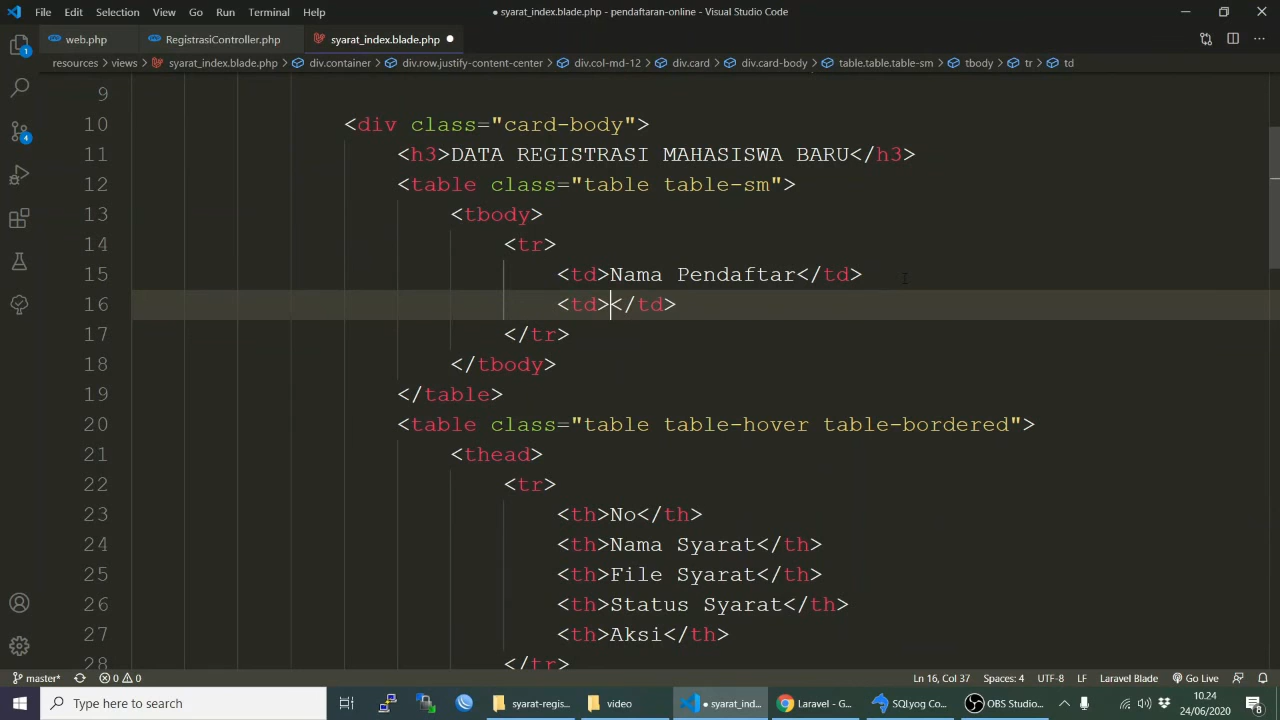 File Edit Selection View Go Run Terminal Help
● syarat_index.blade.php - pendaftaran-online - Visual Studio Code
web.php RegistrasiController.php syarat_index.blade.php ●
resources > views > syarat_index.blade.php > div.container > div.row.justify-content-center > div.col-md-12 > div.card > div.card-body > table.table.table-sm > tbody > tr > td
9
10 <div class="card-body">
11 <h3>DATA REGISTRASI MAHASISWA BARU</h3>
12 <table class="table table-sm">
13 <tbody>
14 <tr>
15 <td>Nama Pendaftar</td>
16 <td></td>
17 </tr>
18 </tbody>
19 </table>
20 <table class="table table-hover table-bordered">
21 <thead>
22 <tr>
23 <th>No</th>
24 <th>Nama Syarat</th>
25 <th>File Syarat</th>
26 <th>Status Syarat</th>
27 <th>Aksi</th>
28 </tr>
1
4
master* 0 0 Ln 16, Col 37 Spaces: 4 UTF-8 LF Laravel Blade Go Live
Type here to search syarat-regis... video ● syarat_ind... Laravel - G... SQLyog Co... OBS Studio... 10.24
24/06/2020 8